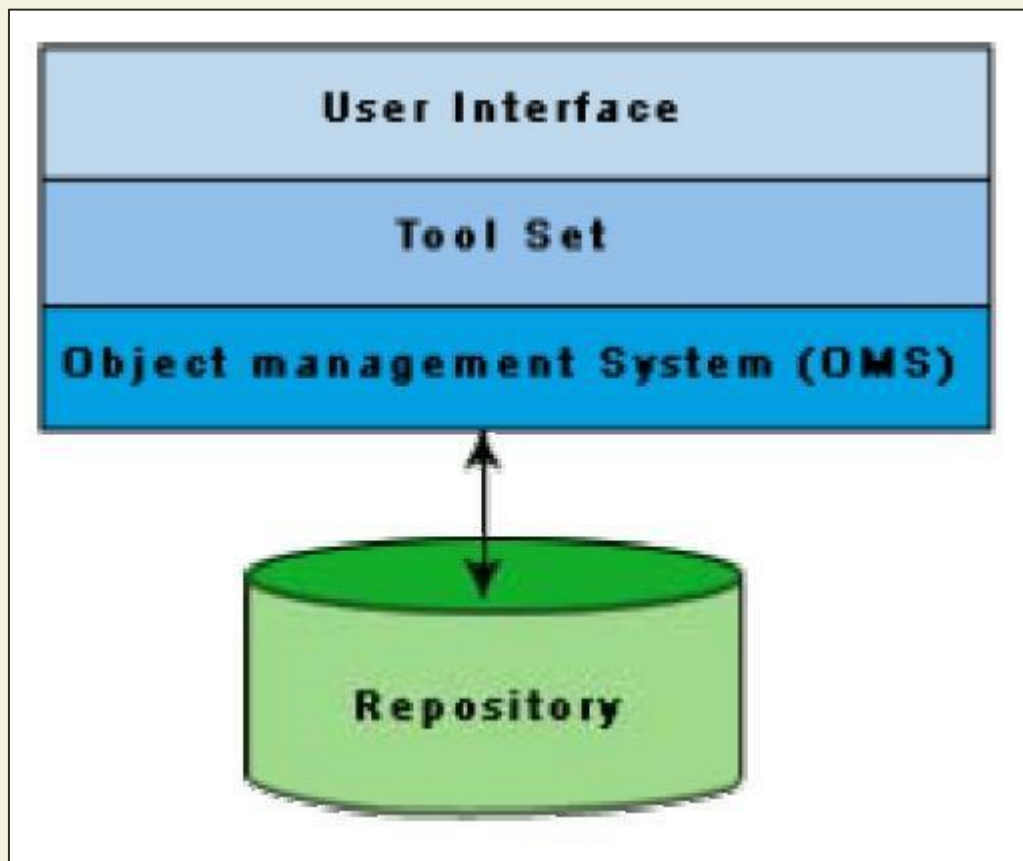 User Interface
Tool Set
Object management System (OMS)
Repository